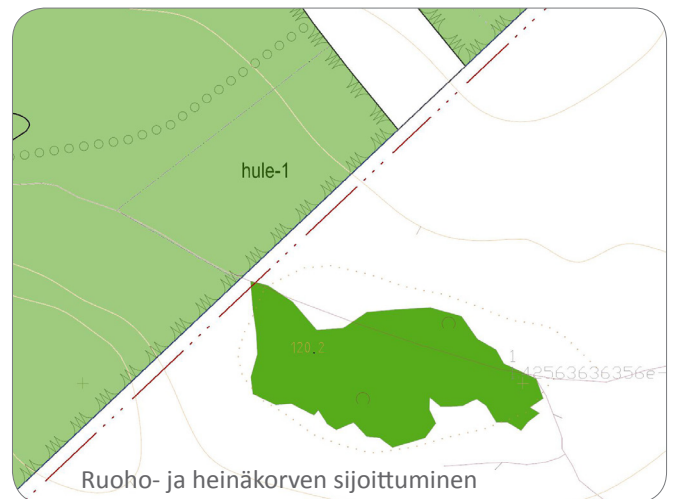 hule-1
120.2
1
.42563636356e-
Ruoho- ja heinäkorven sijoittuminen